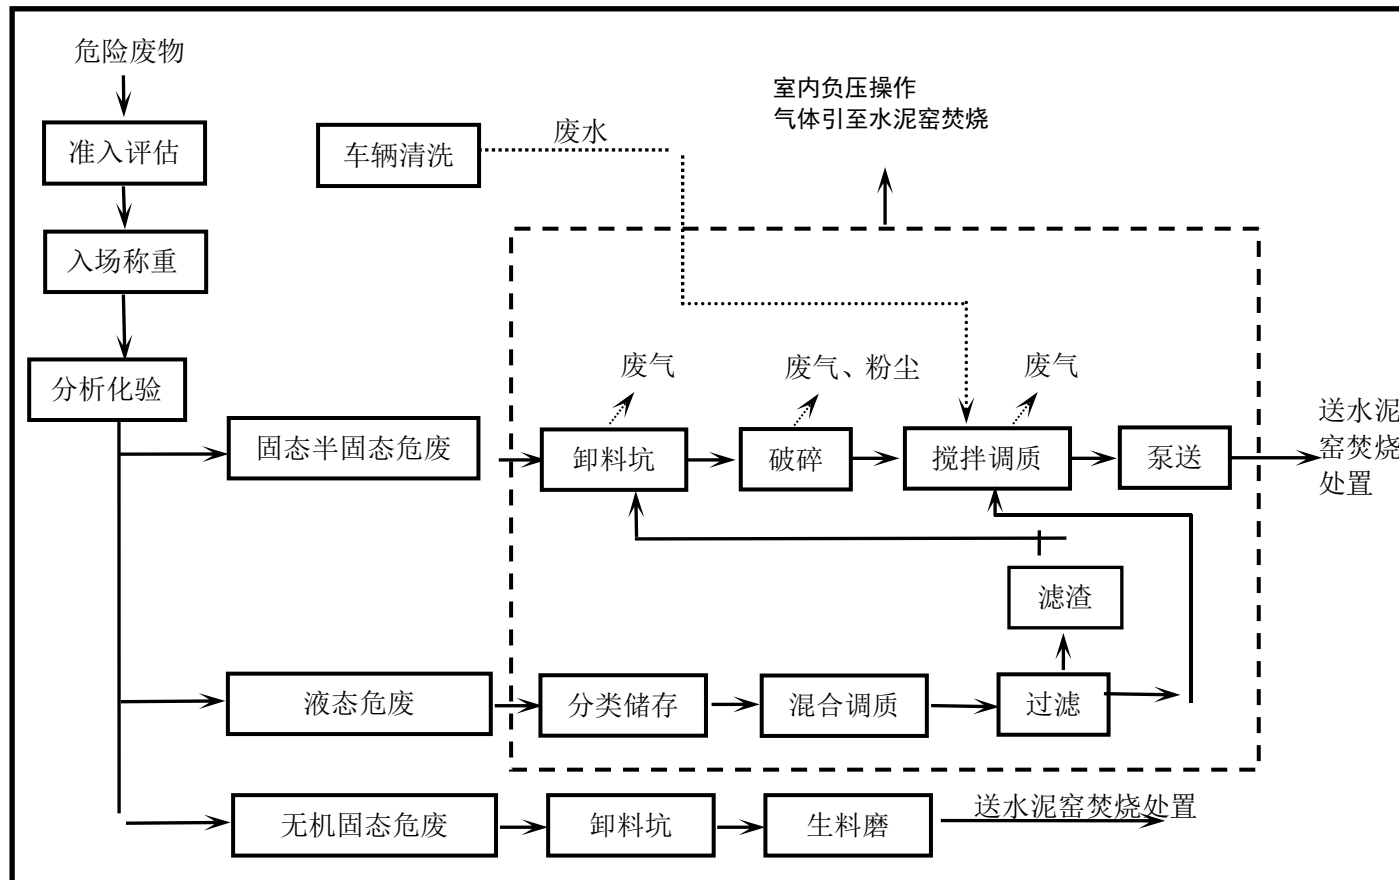 危险废物
室内负压操作
气体引至水泥窑焚烧
准入评估
车辆清洗
废水
入场称重
分析化验
废气
废气、粉尘
废气
固态半固态危废
卸料坑
破碎
搅拌调质
泵送
送水泥
窑焚烧
处置
滤渣
液态危废
分类储存
混合调质
过滤
无机固态危废
卸料坑
生料磨
送水泥窑焚烧处置